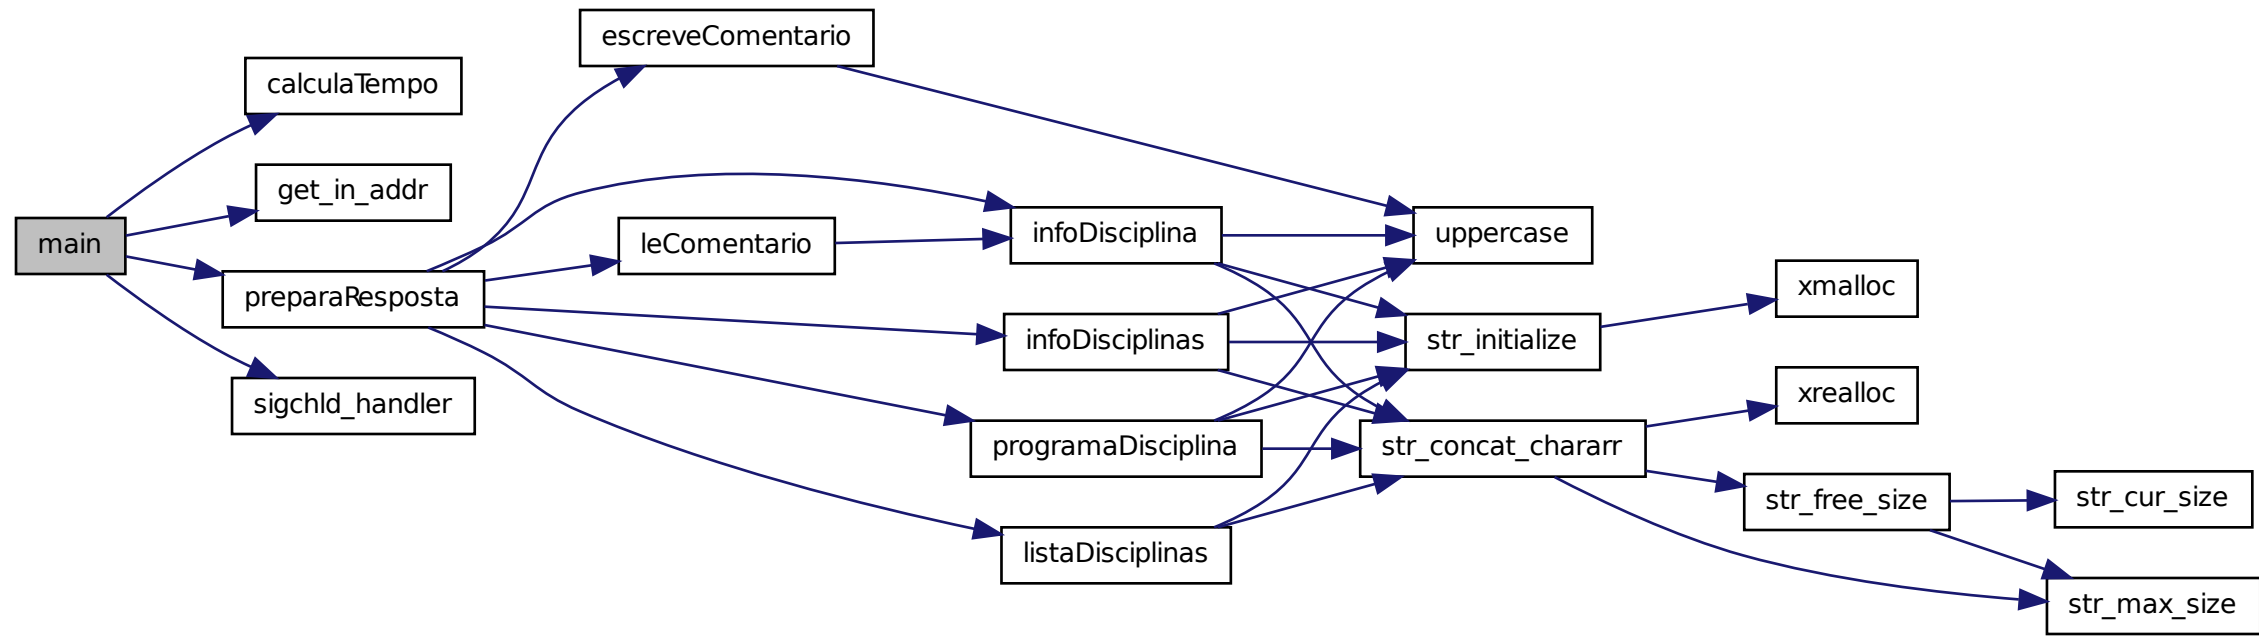 main
calculaTempo
get_in_addr
preparaResposta
sigchld_handler
escreveComentario
leComentario
infoDisciplina
infoDisciplinas
programaDisciplina
listaDisciplinas
uppercase
str_initialize
str_concat_chararr
xmalloc
xrealloc
str_free_size
str_cur_size
str_max_size